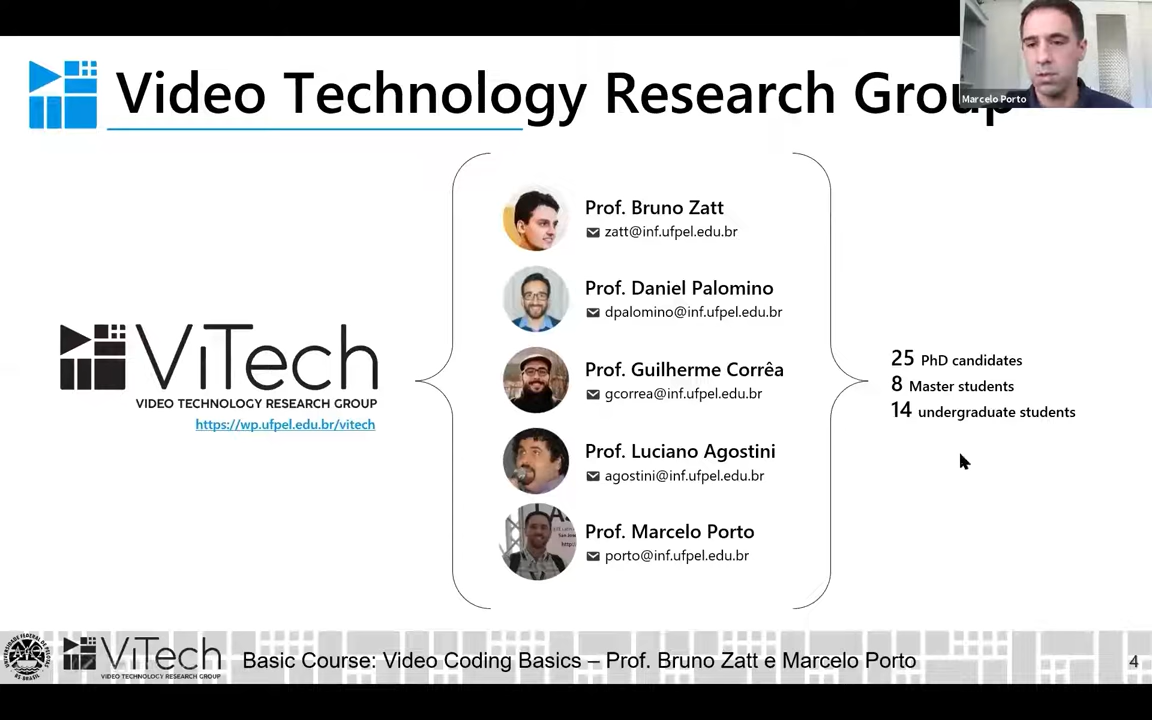 Video Technology Research Group
Marcelo Porto
ViTech
VIDEO TECHNOLOGY RESEARCH GROUP
https://wp.ufpel.edu.br/vitech
Prof. Bruno Zatt
zatt@inf.ufpel.edu.br
Prof. Daniel Palomino
dpalomino@inf.ufpel.edu.br
Prof. Guilherme Corrêa
gcorrea@inf.ufpel.edu.br
Prof. Luciano Agostini
agostini@inf.ufpel.edu.br
Prof. Marcelo Porto
porto@inf.ufpel.edu.br
25 PhD candidates
8 Master students
14 undergraduate students
ViTech
VIDEO TECHNOLOGY RESEARCH GROUP
Basic Course: Video Coding Basics – Prof. Bruno Zatt e Marcelo Porto
4